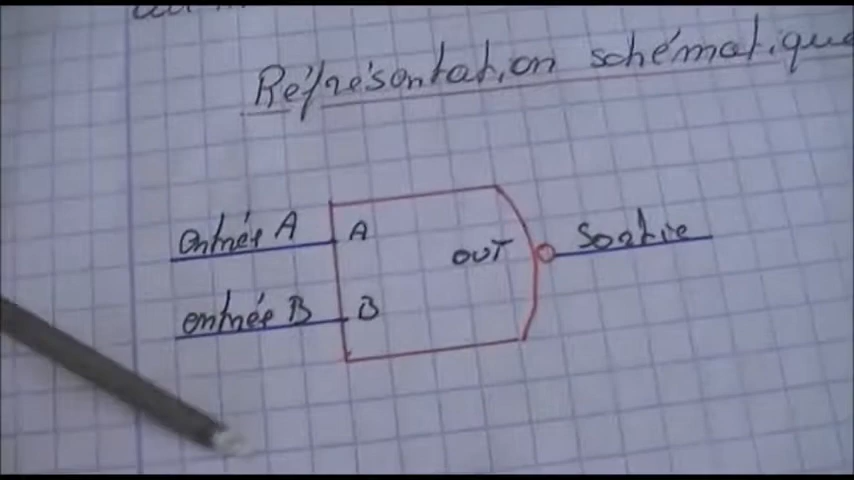 Représentation schématique
entrée A
A
OUT
Sortie
entrée B
B